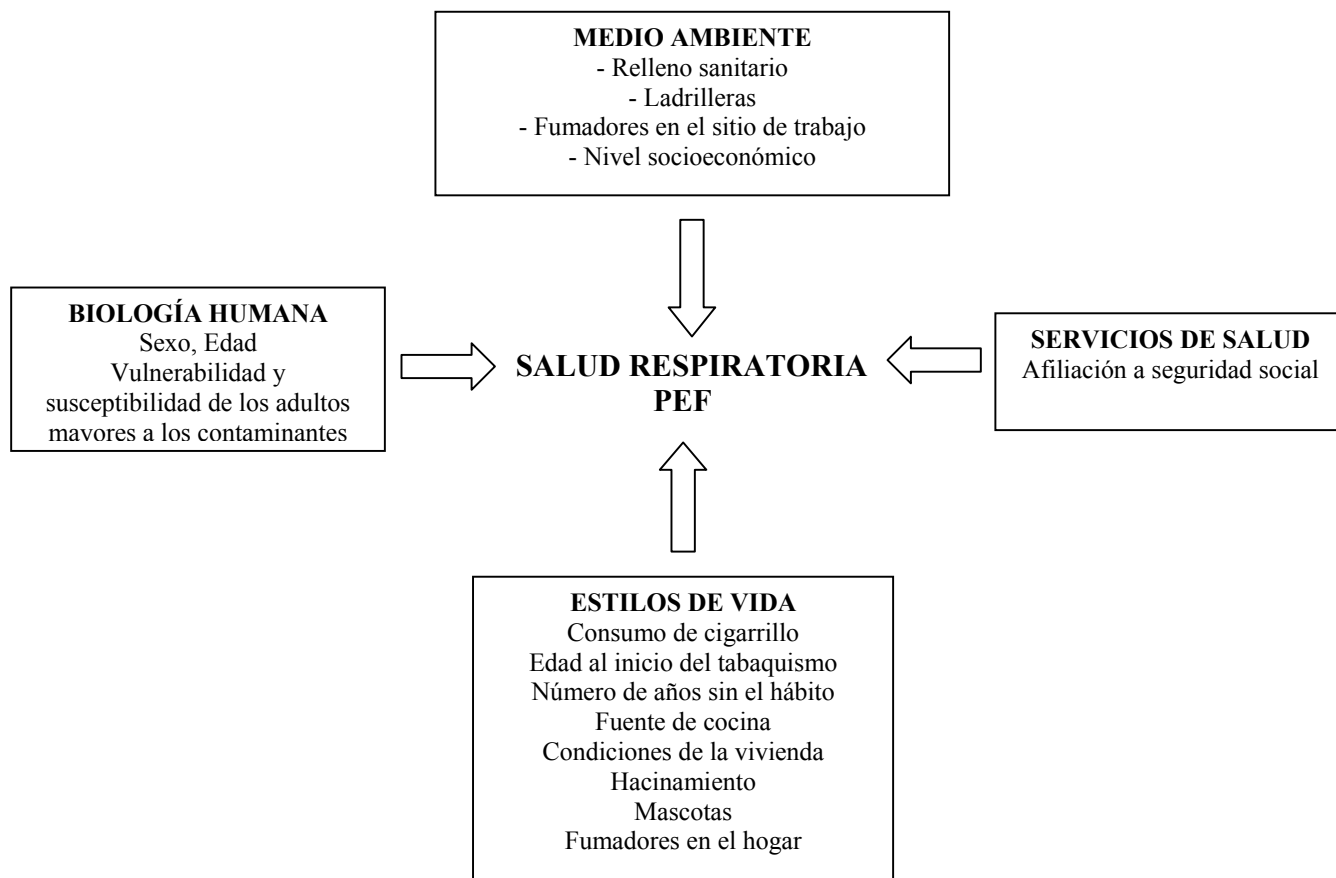 MEDIO AMBIENTE
- Relleno sanitario
- Ladrilleras
- Fumadores en el sitio de trabajo
- Nivel socioeconómico
BIOLOGÍA HUMANA
Sexo, Edad
Vulnerabilidad y
susceptibilidad de los adultos
mayores a los contaminantes
SALUD RESPIRATORIA
PEF
SERVICIOS DE SALUD
Afiliación a seguridad social
ESTILOS DE VIDA
Consumo de cigarrillo
Edad al inicio del tabaquismo
Número de años sin el hábito
Fuente de cocina
Condiciones de la vivienda
Hacinamiento
Mascotas
Fumadores en el hogar